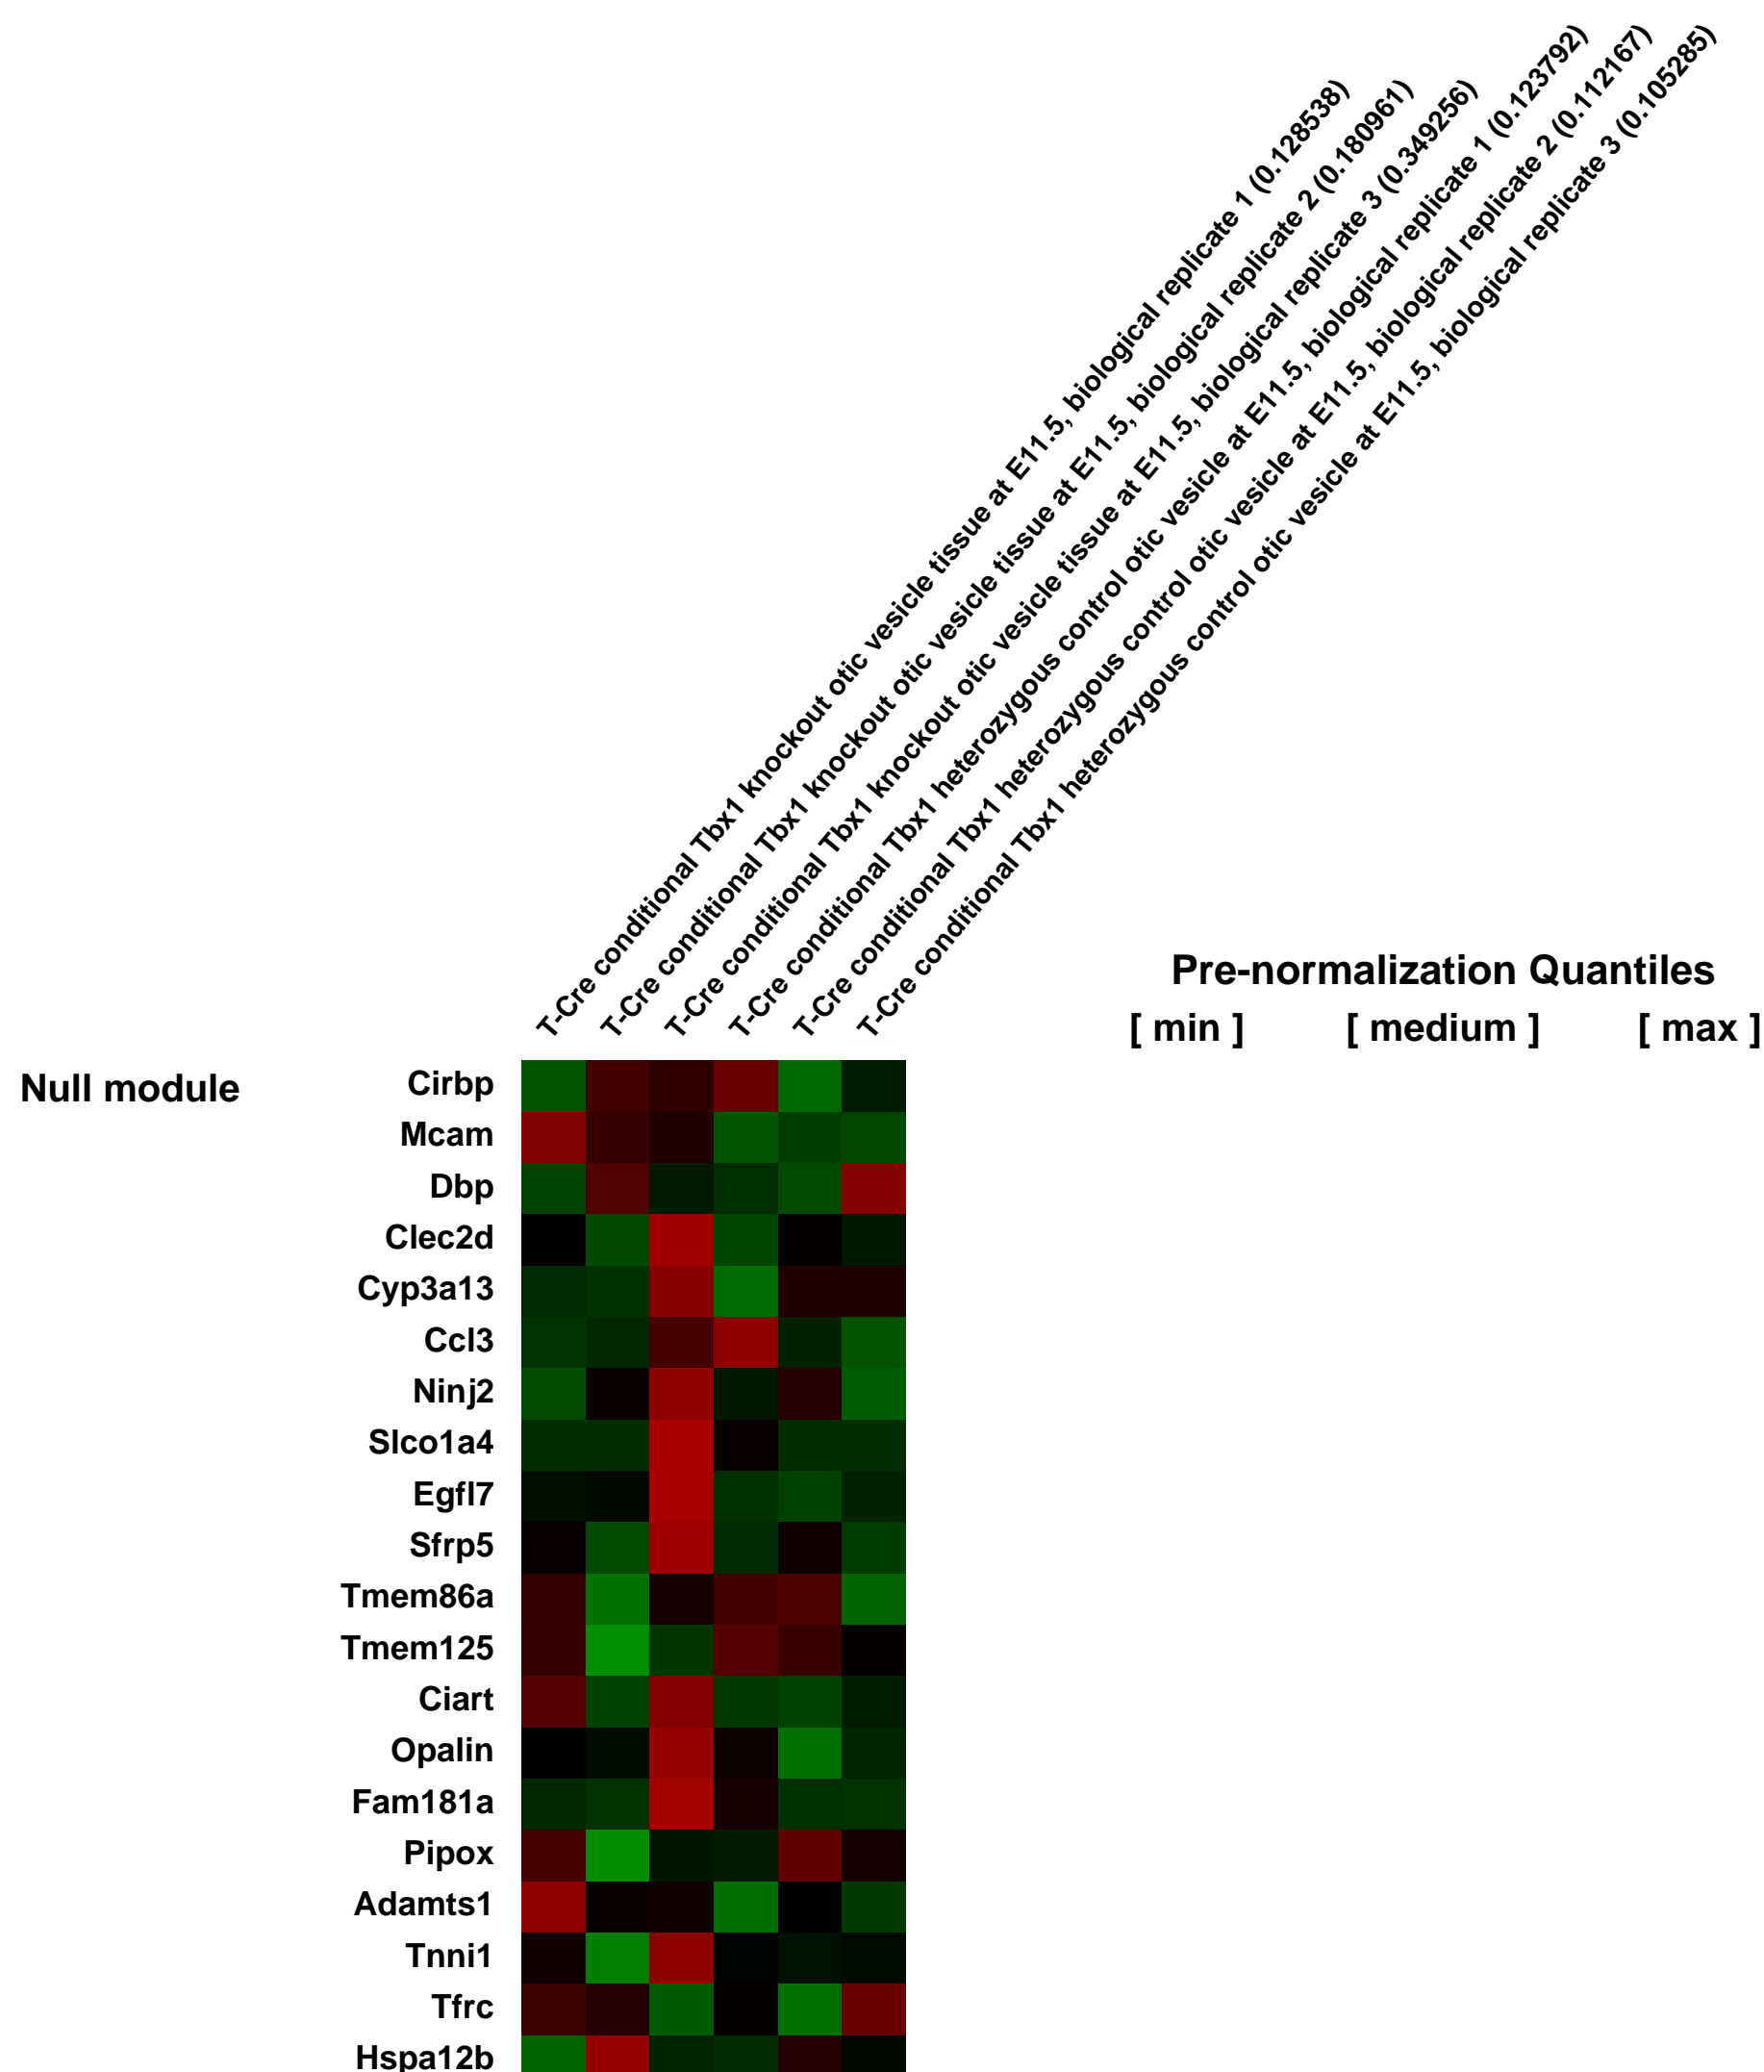 T-Cre conditional Tbx1 knockout otic vesicle tissue at E11.5, biological replicate 1 (0.128538)
T-Cre conditional Tbx1 knockout otic vesicle tissue at E11.5, biological replicate 2 (0.180961)
T-Cre conditional Tbx1 knockout otic vesicle tissue at E11.5, biological replicate 3 (0.349256)
T-Cre conditional Tbx1 heterozygous control otic vesicle at E11.5, biological replicate 1 (0.123792)
T-Cre conditional Tbx1 heterozygous control otic vesicle at E11.5, biological replicate 2 (0.112167)
T-Cre conditional Tbx1 heterozygous control otic vesicle at E11.5, biological replicate 3 (0.105285)
Pre-normalization Quantiles
[ min ] [ medium ] [ max ]
Null module
Cirbp
Mcam
Dbp
Clec2d
Cyp3a13
Ccl3
Ninj2
Slco1a4
Egfl7
Sfrp5
Tmem86a
Tmem125
Ciart
Opalin
Fam181a
Pipox
Adamts1
Tnni1
Tfrc
Hspa12b